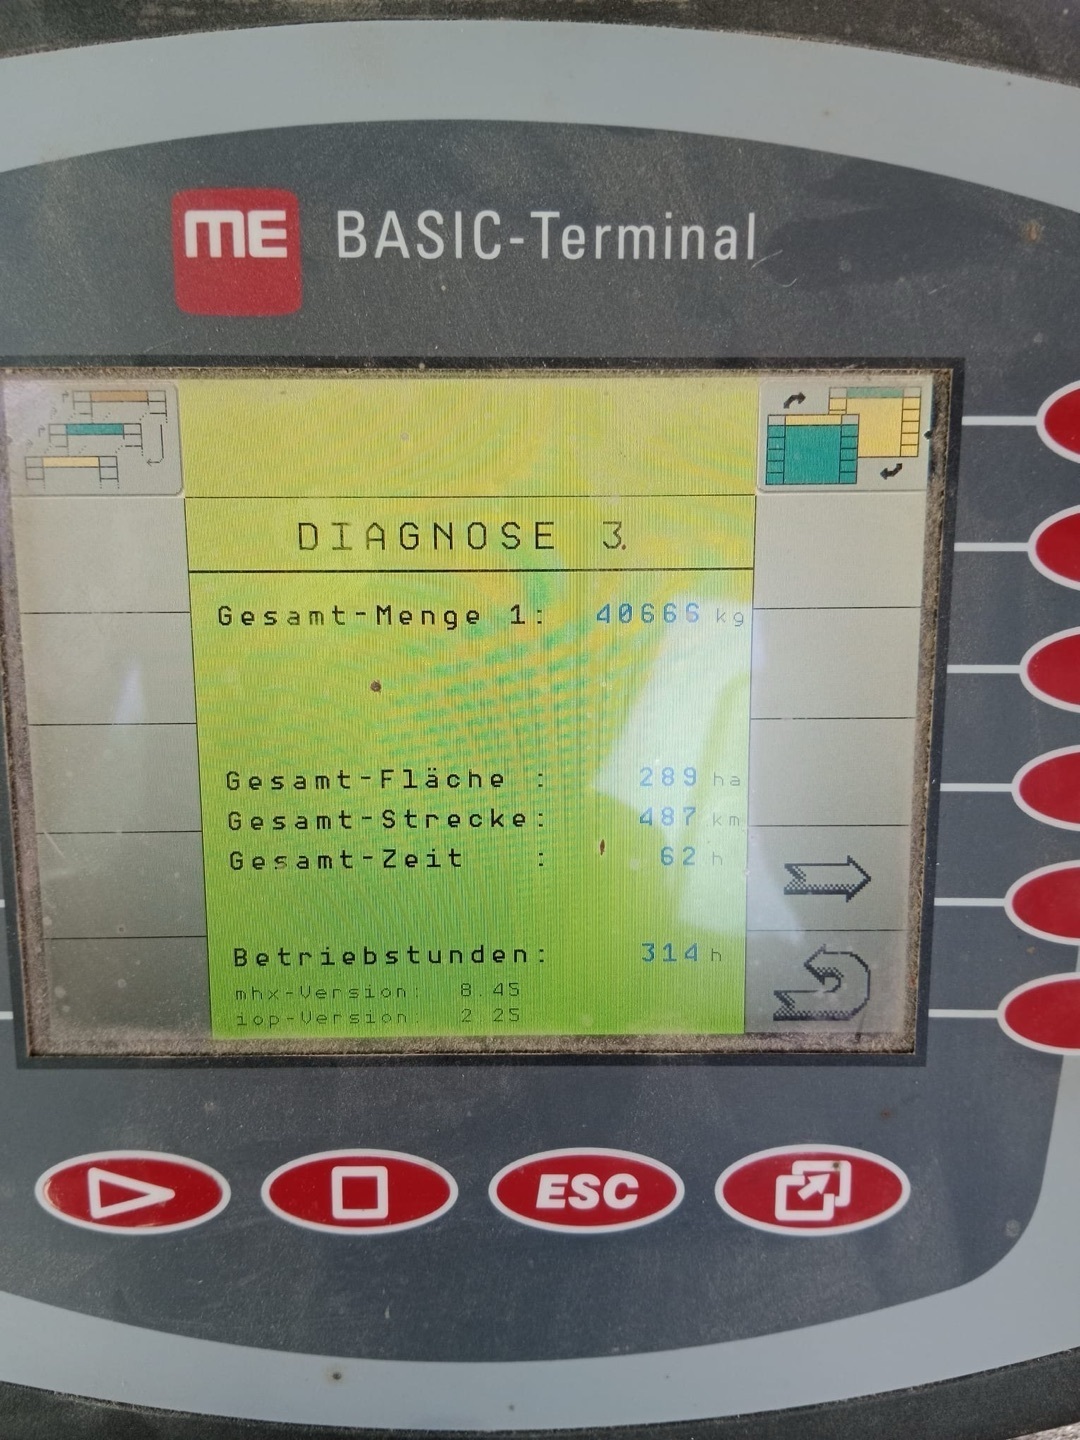 ME BASIC-Terminal
DIAGNOSE 3.
Gesamt-Menge 1: 40666 kg
Gesamt-Fläche : 289 ha
Gesamt-Strecke: 487 km
Gesamt-Zeit : 62 h
Betriebstunden: 314 h
mhx-Version: 8.45
iop-Version: 2.25
ESC